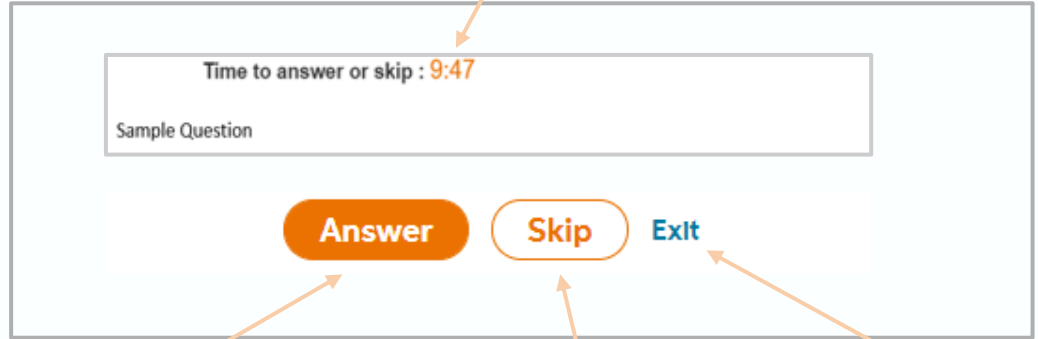 Time to answer or skip : 9:47
Sample Question
Answer Skip Exit